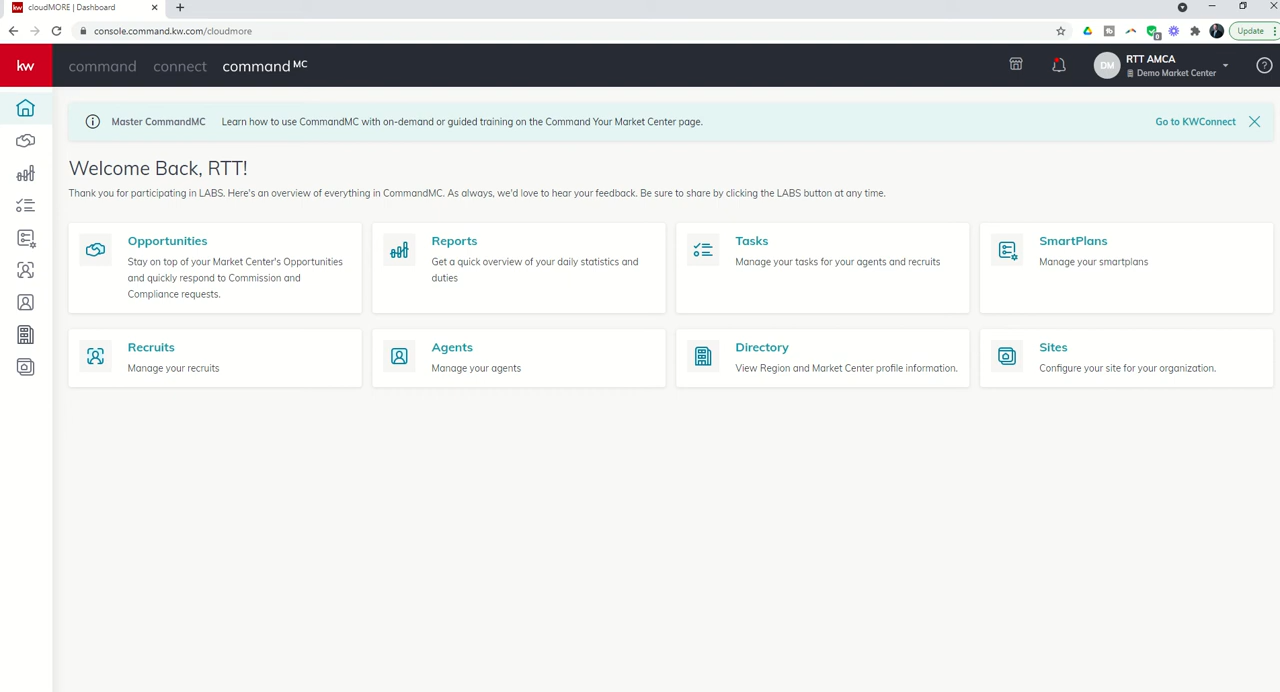 cloudMORE | Dashboard
console.command.kw.com/cloudmore
Update
kw
command
connect
command MC
DM
RTT AMCA
Demo Market Center
Master CommandMC
Learn how to use CommandMC with on-demand or guided training on the Command Your Market Center page.
Go to KWConnect
Welcome Back, RTT!
Thank you for participating in LABS. Here's an overview of everything in CommandMC. As always, we'd love to hear your feedback. Be sure to share by clicking the LABS button at any time.
Opportunities
Stay on top of your Market Center's Opportunities
and quickly respond to Commission and
Compliance requests.
Reports
Get a quick overview of your daily statistics and
duties
Tasks
Manage your tasks for your agents and recruits
SmartPlans
Manage your smartplans
Recruits
Manage your recruits
Agents
Manage your agents
Directory
View Region and Market Center profile information.
Sites
Configure your site for your organization.